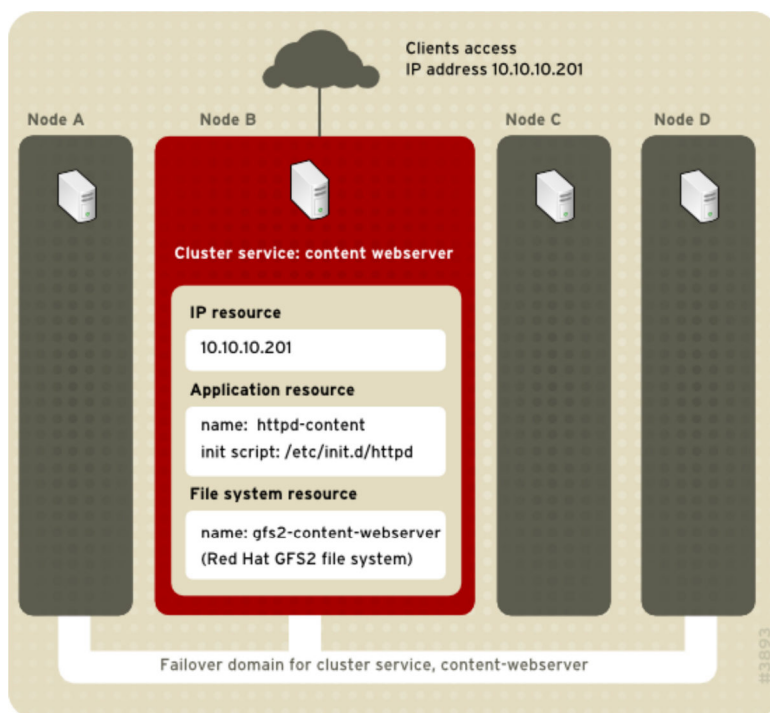 Clients access
IP address 10.10.10.201
Node A
Node B
Node C
Node D
Cluster service: content webserver
IP resource
10.10.10.201
Application resource
name: httpd-content
init script: /etc/init.d/httpd
File system resource
name: gfs2-content-webserver
(Red Hat GFS2 file system)
Failover domain for cluster service, content-webserver
#3893